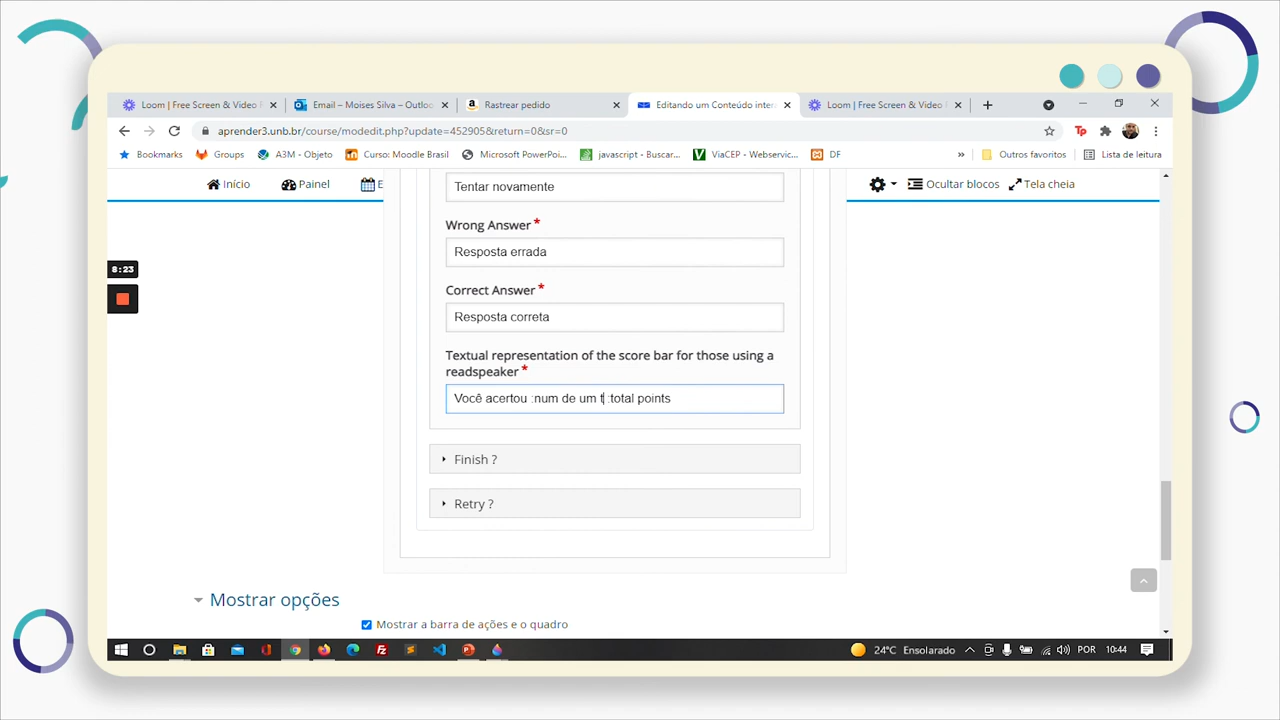 Loom | Free Screen & Video F
Email – Moises Silva – Outloo
Rastrear pedido
Editando um Conteúdo inter
Loom | Free Screen & Video F
aprender3.unb.br/course/modedit.php?update=452905&return=0&sr=0
Bookmarks
Groups
A3M - Objeto
Curso: Moodle Brasil
Microsoft PowerPoi...
javascript - Buscar...
ViaCEP - Webservic...
DF
»
Outros favoritos
Lista de leitura
Início
Painel
E
Ocultar blocos
Tela cheia
Tentar novamente
Wrong Answer *
Resposta errada
8:23
Correct Answer *
Resposta correta
Textual representation of the score bar for those using a
readspeaker *
Você acertou :num de um t :total points
Finish ?
Retry ?
Mostrar opções
Mostrar a barra de ações e o quadro
24°C Ensolarado
POR
10:44